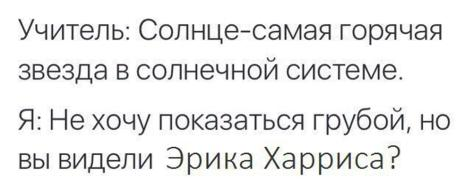 Учитель: Солнце-самая горячая
звезда в солнечной системе.
Я: Не хочу показаться грубой, но
вы видели Эрика Харриса?